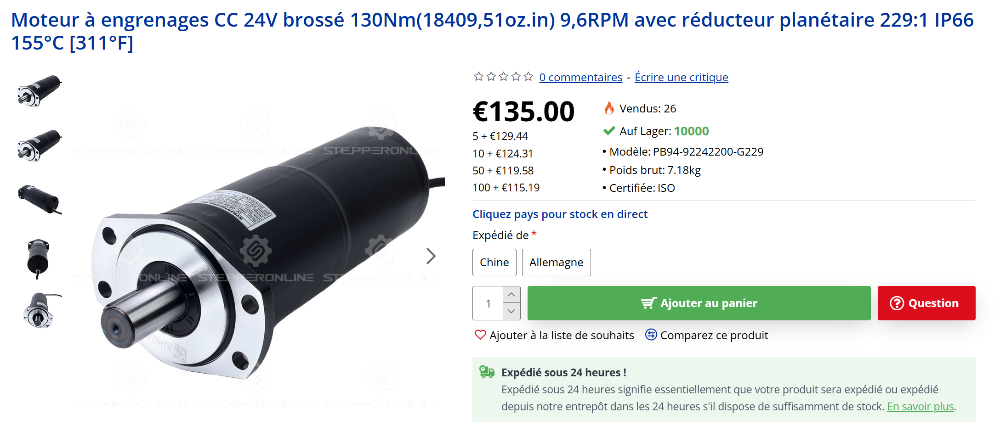 Moteur à engrenages CC 24V brossé 130Nm(18409,51oz.in) 9,6RPM avec réducteur planétaire 229:1 IP66
155°C [311°F]
0 commentaires - Écrire une critique
€135.00
5 + €129.44
10 + €124.31
50 + €119.58
100 + €115.19
Vendus: 26
Auf Lager: 10000
• Modèle: PB94-92242200-G229
• Poids brut: 7.18kg
• Certifiée: ISO
Cliquez pays pour stock en direct
Expédié de *
Chine
Allemagne
1
Ajouter au panier
Question
Ajouter à la liste de souhaits
Comparez ce produit
Expédié sous 24 heures !
Expédié sous 24 heures signifie essentiellement que votre produit sera expédié ou expédié
depuis notre entrepôt dans les 24 heures s'il dispose de suffisamment de stock. En savoir plus.
STEPPERONLINE STEPPERONLINE STEPPERONLINE
STEPPERONLINE STEPPERONLINE STEPPERONLINE
STEPPERONLINE STEPPERONLINE STEPPERONLINE